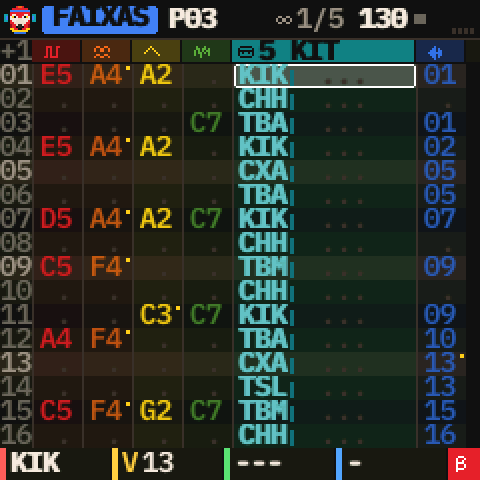 FAIXAS P03 ∞1/5 130
+1 5 KIT
01 E5 A4 A2 . KIK ... 01
02 . . . . CHH ... .
03 . . . C7 TBA ... 01
04 E5 A4 A2 . KIK ... 02
05 . . . . CXA ... 05
06 . . . . TBA ... 05
07 D5 A4 A2 C7 KIK ... 07
08 . . . . CHH ... .
09 C5 F4 . . TBM ... 09
10 . . . . CHH ... .
11 . . C3 C7 KIK ... 09
12 A4 F4 . . TBA ... 10
13 . . . . CXA ... 13
14 . . . . TSL ... 13
15 C5 F4 G2 C7 TBM ... 15
16 . . . . CHH ... 16
KIK V13 --- - β